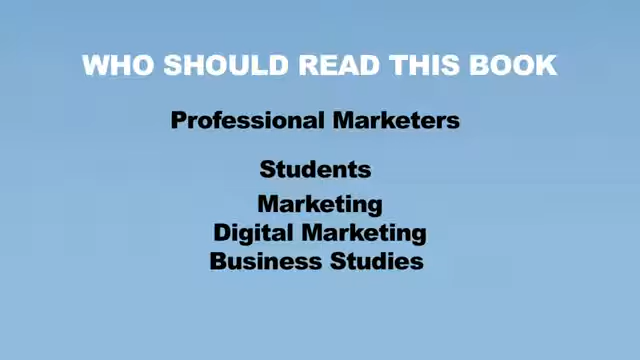 WHO SHOULD READ THIS BOOK
Professional Marketers
Students
Marketing
Digital Marketing
Business Studies